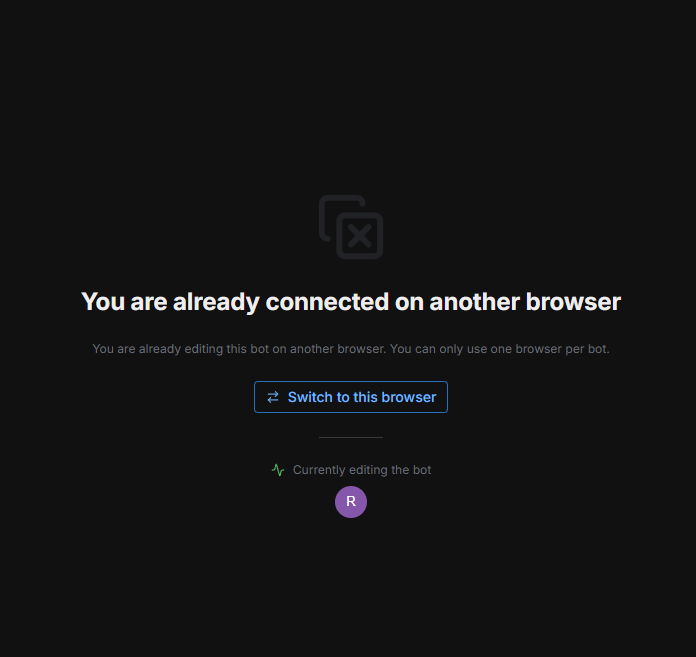 You are already connected on another browser
You are already editing this bot on another browser. You can only use one browser per bot.
Switch to this browser
Currently editing the bot
R